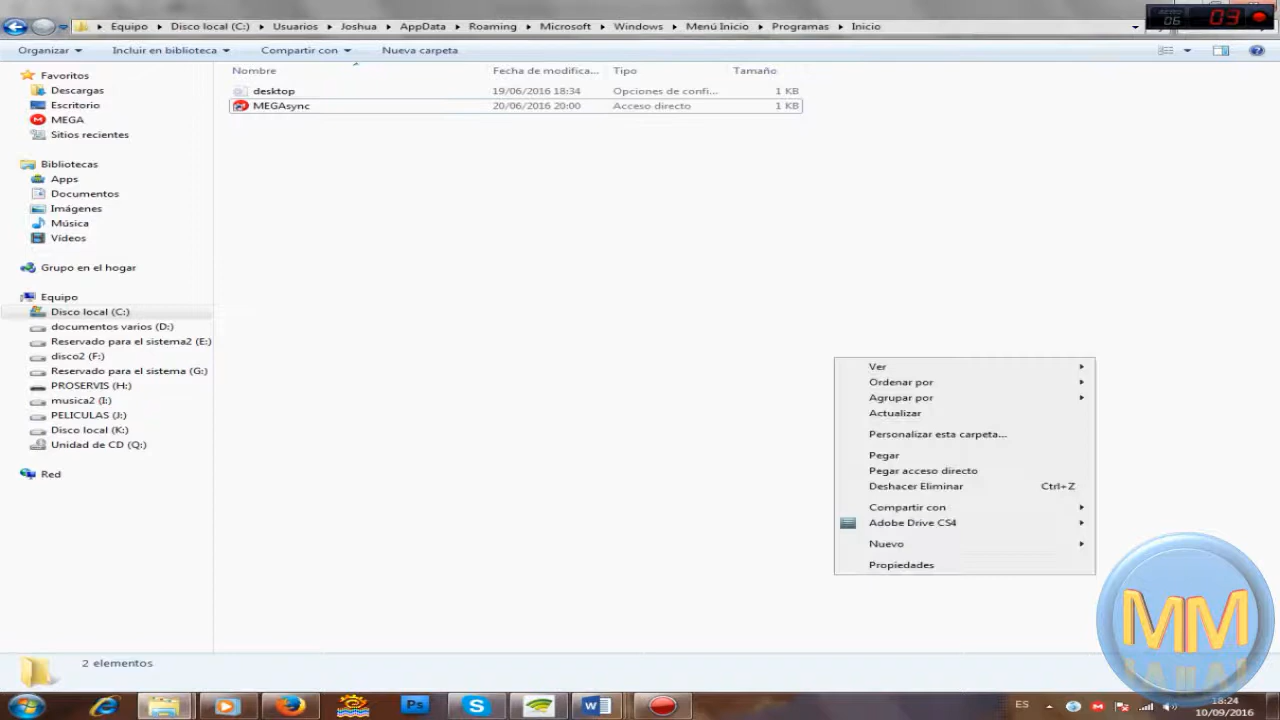 Equipo Disco local (C:) Usuarios Joshua AppData Roaming Microsoft Windows Menú Inicio Programas Inicio
06 03
Organizar Incluir en biblioteca Compartir con Nueva carpeta
Nombre Fecha de modifica... Tipo Tamaño
desktop 19/06/2016 18:34 Opciones de confi... 1 KB
MEGAsync 20/06/2016 20:00 Acceso directo 1 KB
Favoritos
Descargas
Escritorio
MEGA
Sitios recientes
Bibliotecas
Apps
Documentos
Imágenes
Música
Vídeos
Grupo en el hogar
Equipo
Disco local (C:)
documentos varios (D:)
Reservado para el sistema2 (E:)
disco2 (F:)
Reservado para el sistema (G:)
PROSERVIS (H:)
musica2 (I:)
PELICULAS (J:)
Disco local (K:)
Unidad de CD (Q:)
Red
Ver
Ordenar por
Agrupar por
Actualizar
Personalizar esta carpeta...
Pegar
Pegar acceso directo
Deshacer Eliminar Ctrl+Z
Compartir con
Adobe Drive CS4
Nuevo
Propiedades
MM
2 elementos
Ps
S
W
ES
18:24
10/09/2016